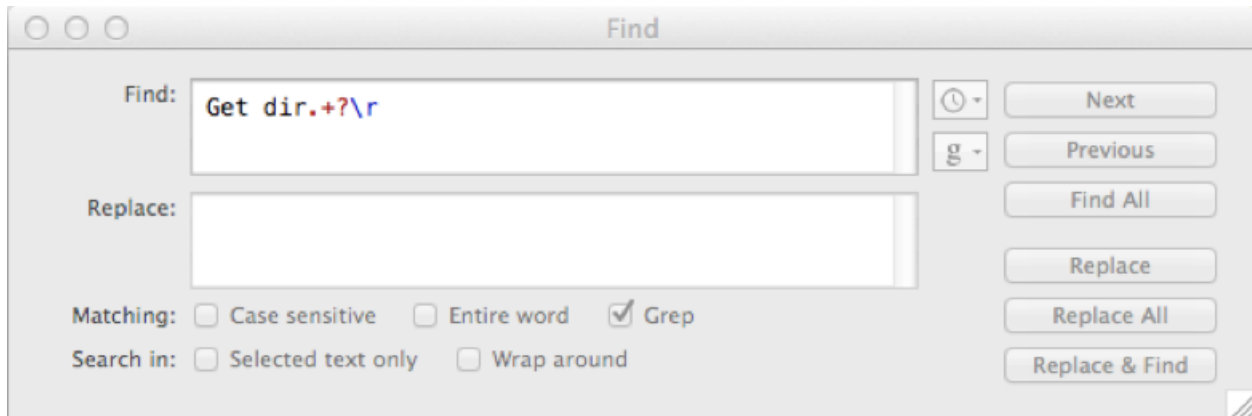 Find
Find:
Get dir.+?\r
g
Next
Previous
Find All
Replace:
Replace
Replace All
Replace & Find
Matching:
Case sensitive
Entire word
Grep
Search in:
Selected text only
Wrap around